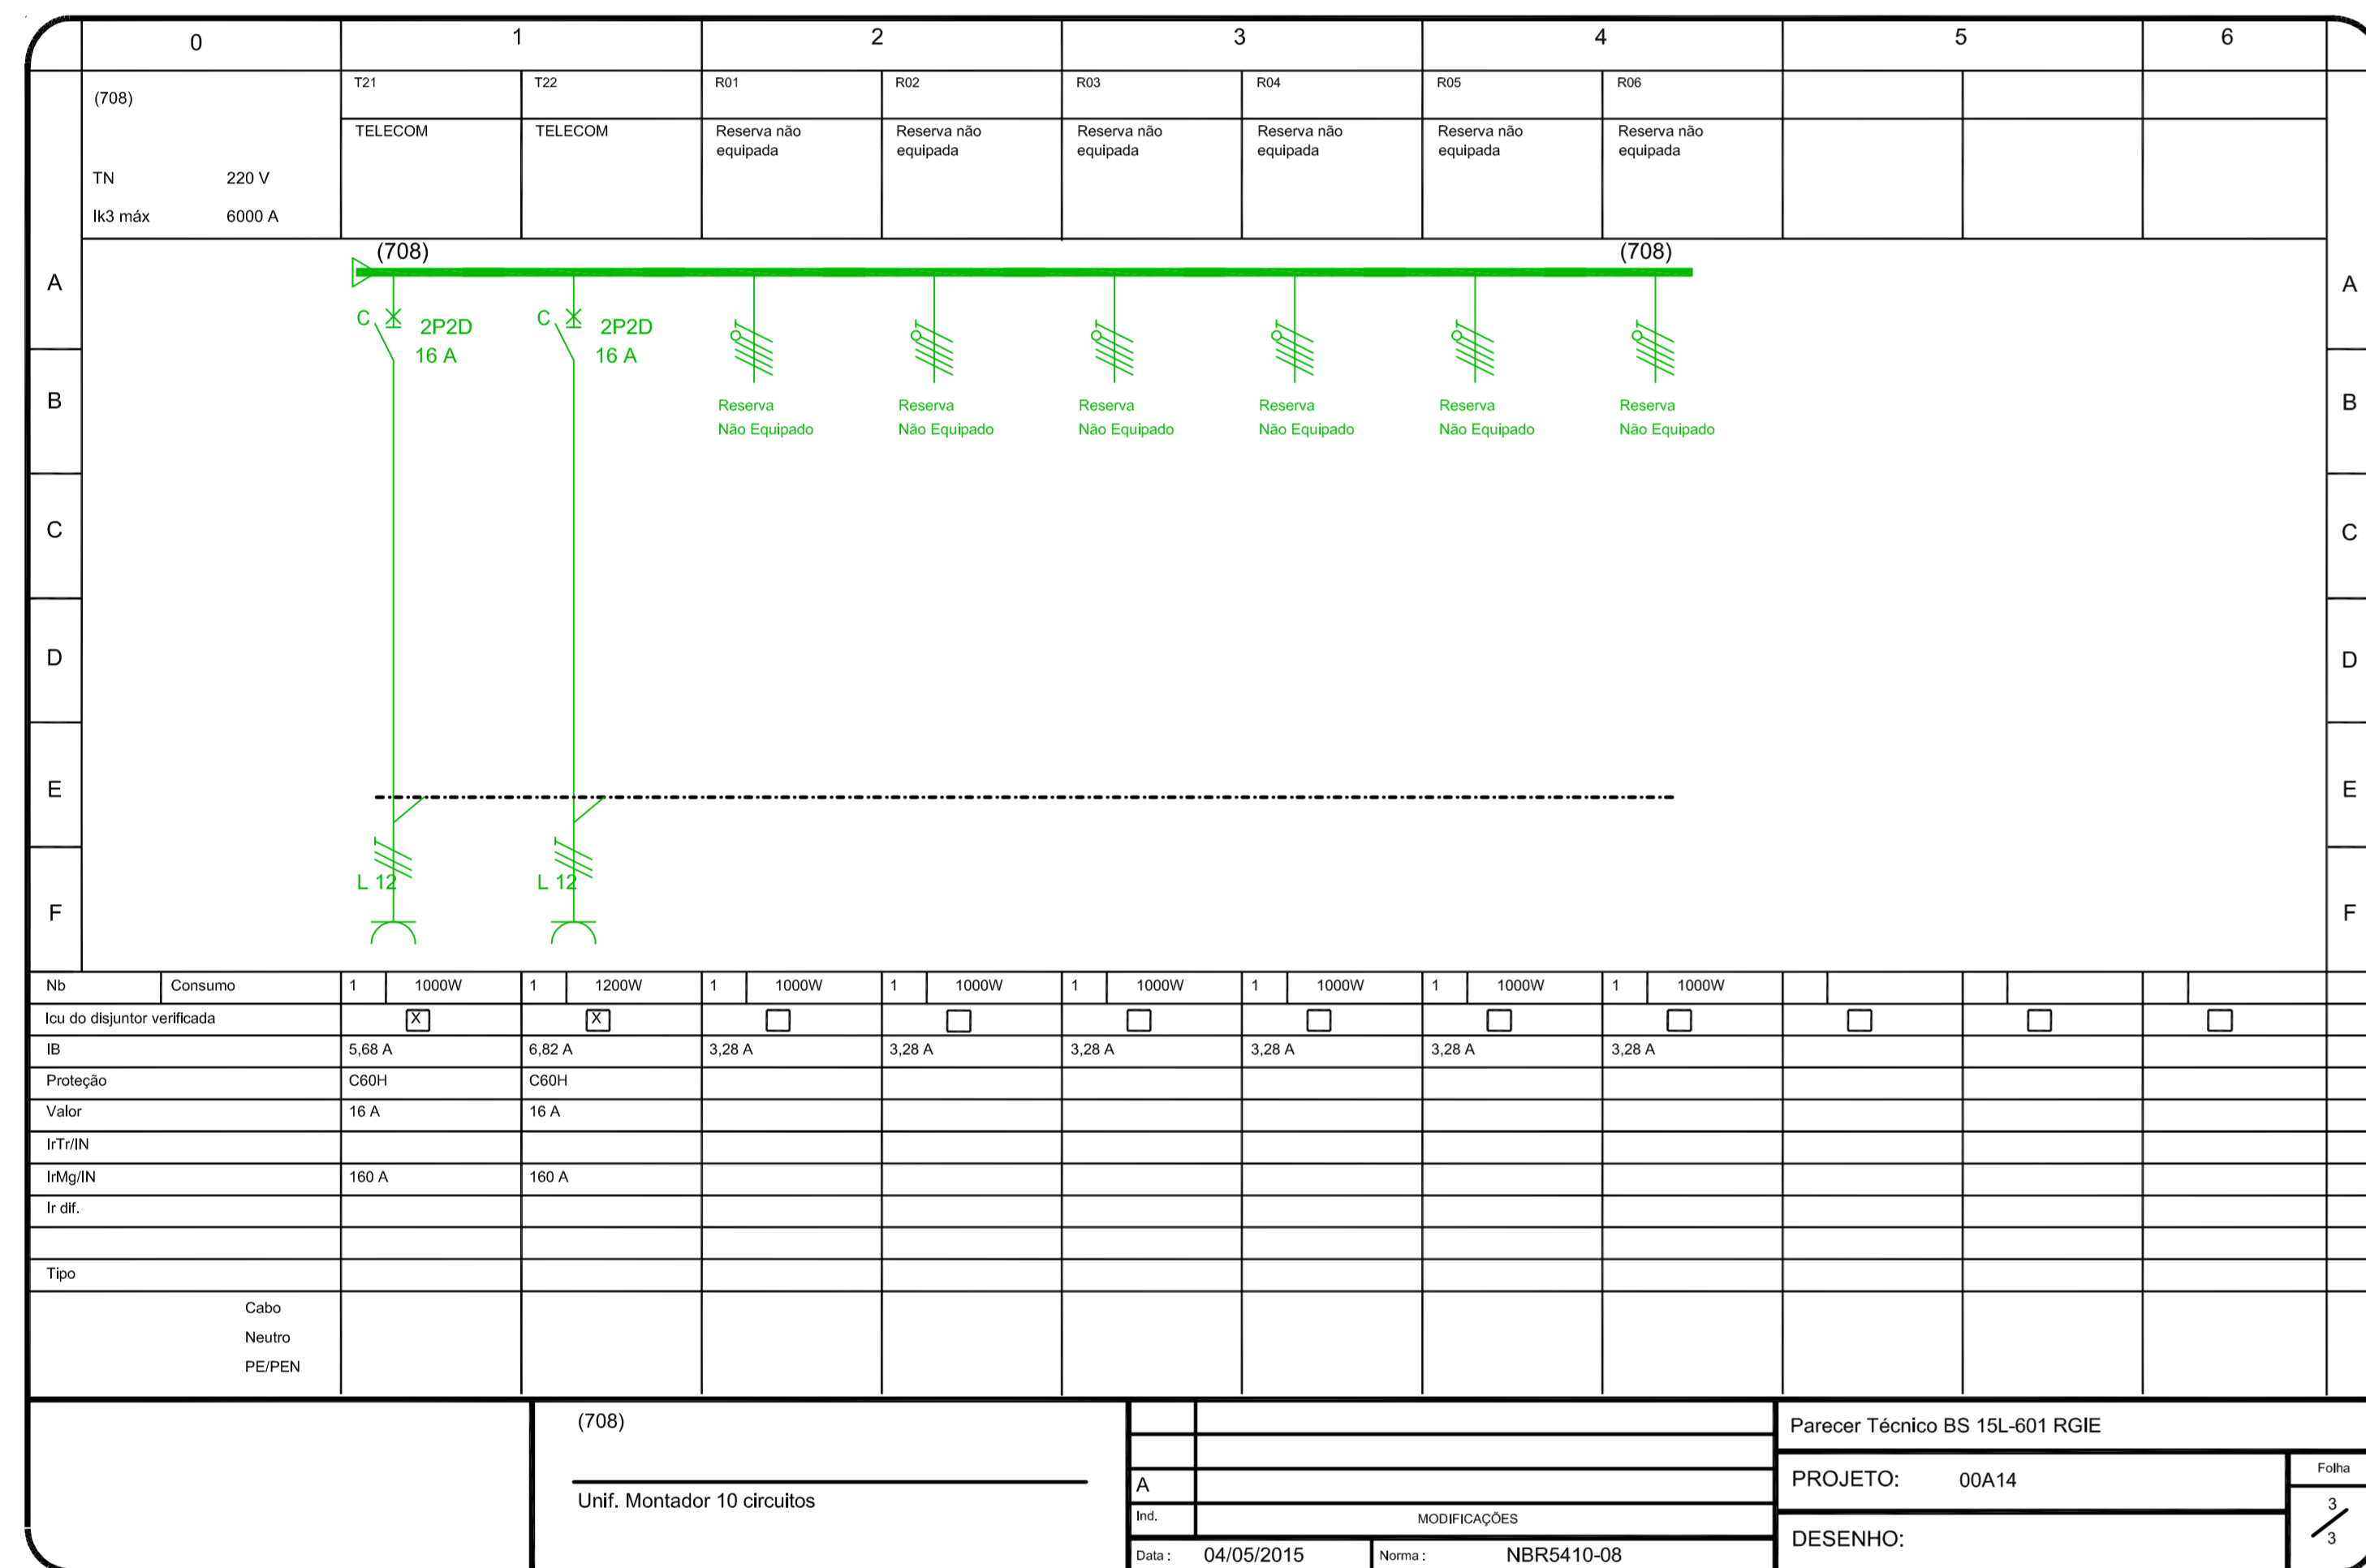 0 1 2 3 4 5 6
(708) T21 T22 R01 R02 R03 R04 R05 R06
TELECOM TELECOM Reserva não Reserva não Reserva não Reserva não Reserva não Reserva não
equipada equipada equipada equipada equipada equipada
TN 220 V
Ik3 máx 6000 A
(708) (708)
A A
C 2P2D C 2P2D
16 A 16 A
B Reserva Reserva Reserva Reserva Reserva Reserva B
Não Equipado Não Equipado Não Equipado Não Equipado Não Equipado Não Equipado
C C
D D
E E
L 12 L 12
F F
Nb Consumo 1 1000W 1 1200W 1 1000W 1 1000W 1 1000W 1 1000W 1 1000W 1 1000W
Icu do disjuntor verificada X X
IB 5,68 A 6,82 A 3,28 A 3,28 A 3,28 A 3,28 A 3,28 A 3,28 A
Proteção C60H C60H
Valor 16 A 16 A
IrTr/IN
IrMg/IN 160 A 160 A
Ir dif.
Tipo
Cabo
Neutro
PE/PEN
(708)
Unif. Montador 10 circuitos
A
Ind. MODIFICAÇÕES
Data : 04/05/2015 Norma : NBR5410-08
Parecer Técnico BS 15L-601 RGIE
PROJETO: 00A14
DESENHO:
Folha
3
3